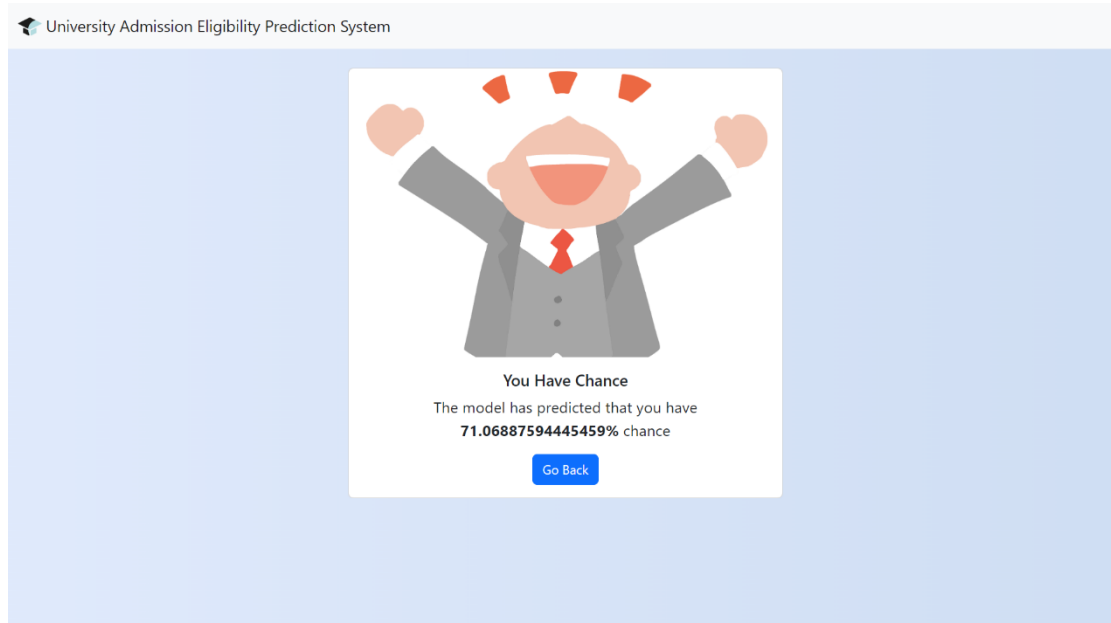 University Admission Eligibility Prediction System
You Have Chance
The model has predicted that you have
71.06887594445459% chance
Go Back